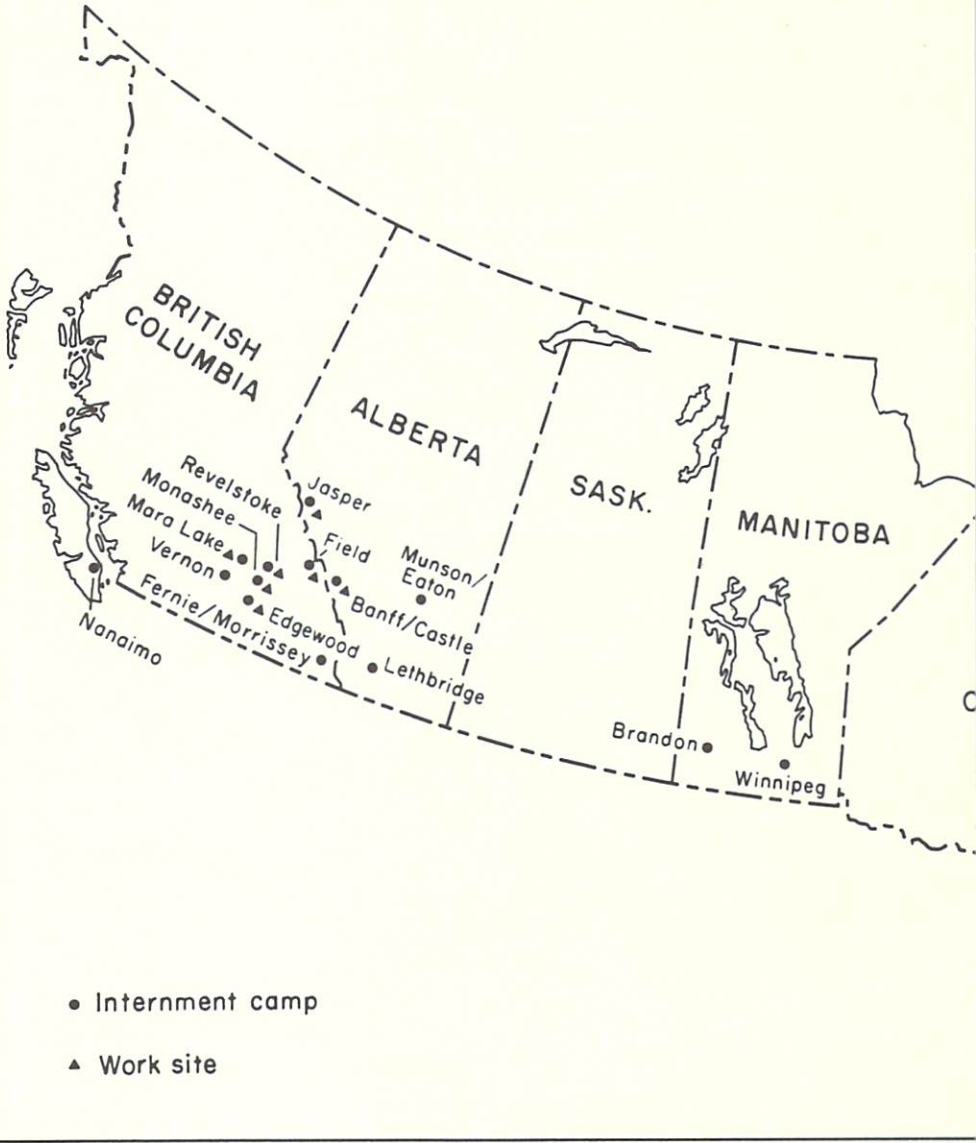 BRITISH
COLUMBIA
ALBERTA
SASK.
MANITOBA
Revelstoke
Monashee
Mara Lake
Vernon
Jasper
Field
Munson/
Eaton
Banff/Castle
Fernie/Morrissey
Edgewood
Lethbridge
Nanaimo
Brandon
Winnipeg
Internment camp
Work site